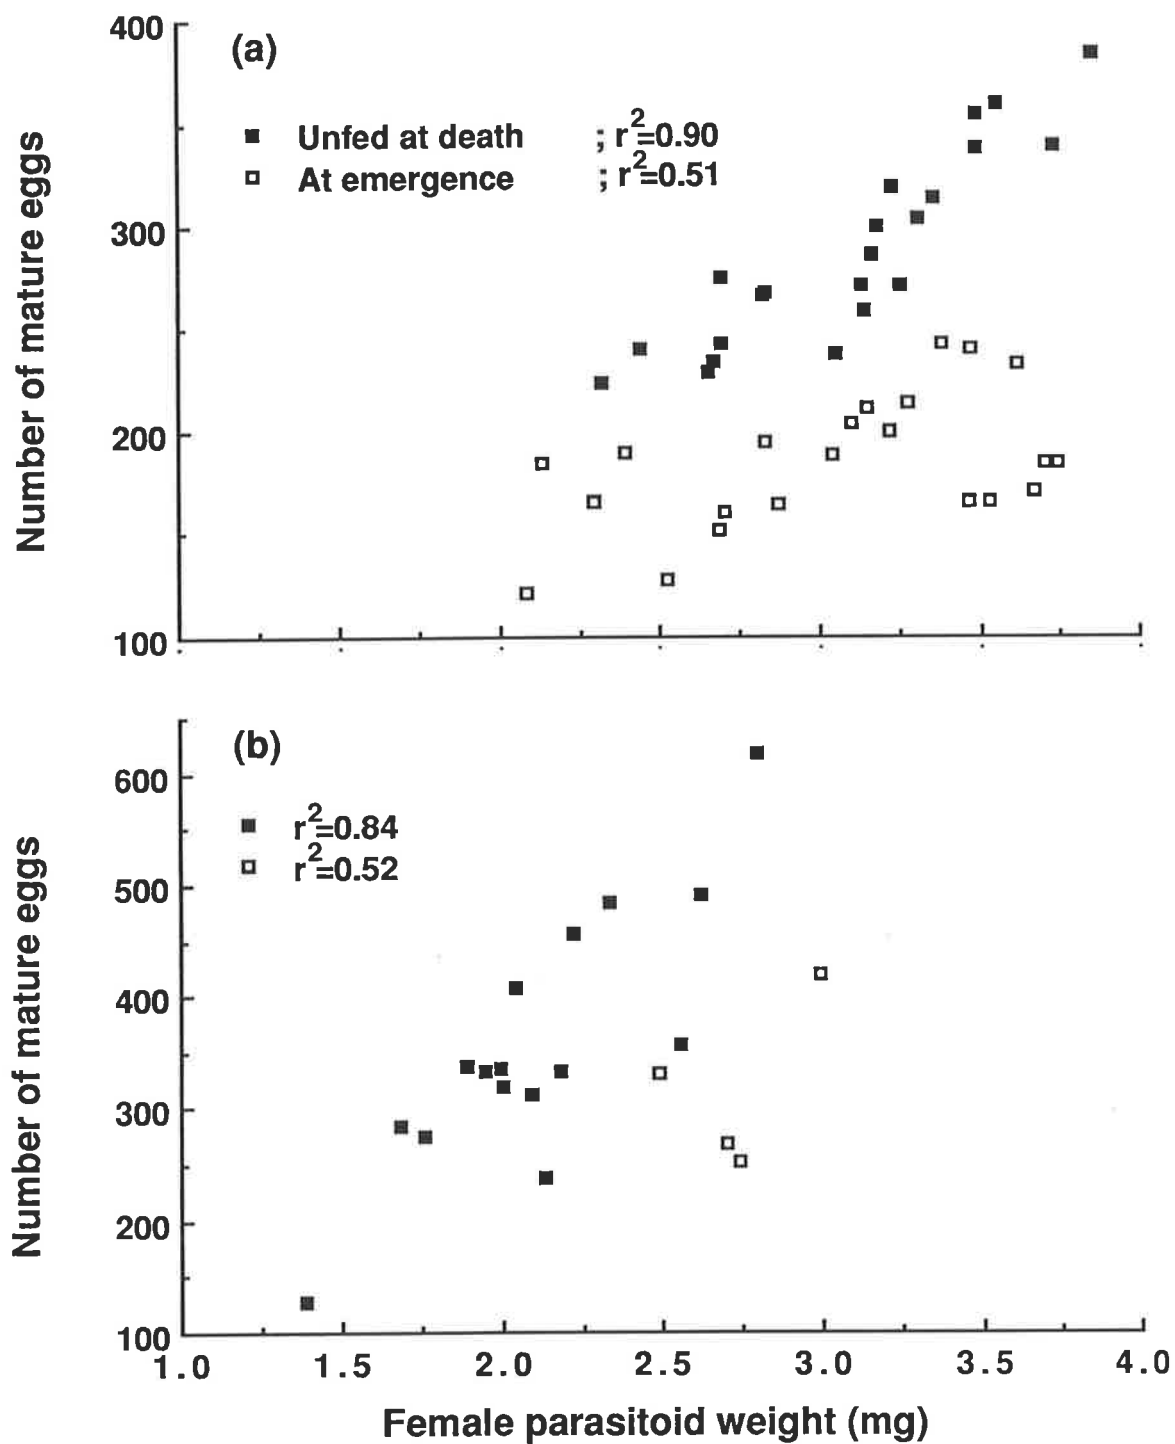 400
(a)
Unfed at death ; r²=0.90
At emergence ; r²=0.51
300
200
100
Number of mature eggs
(b)
600
r²=0.84
r²=0.52
500
400
300
200
100
Number of mature eggs
1.0 1.5 2.0 2.5 3.0 3.5 4.0
Female parasitoid weight (mg)